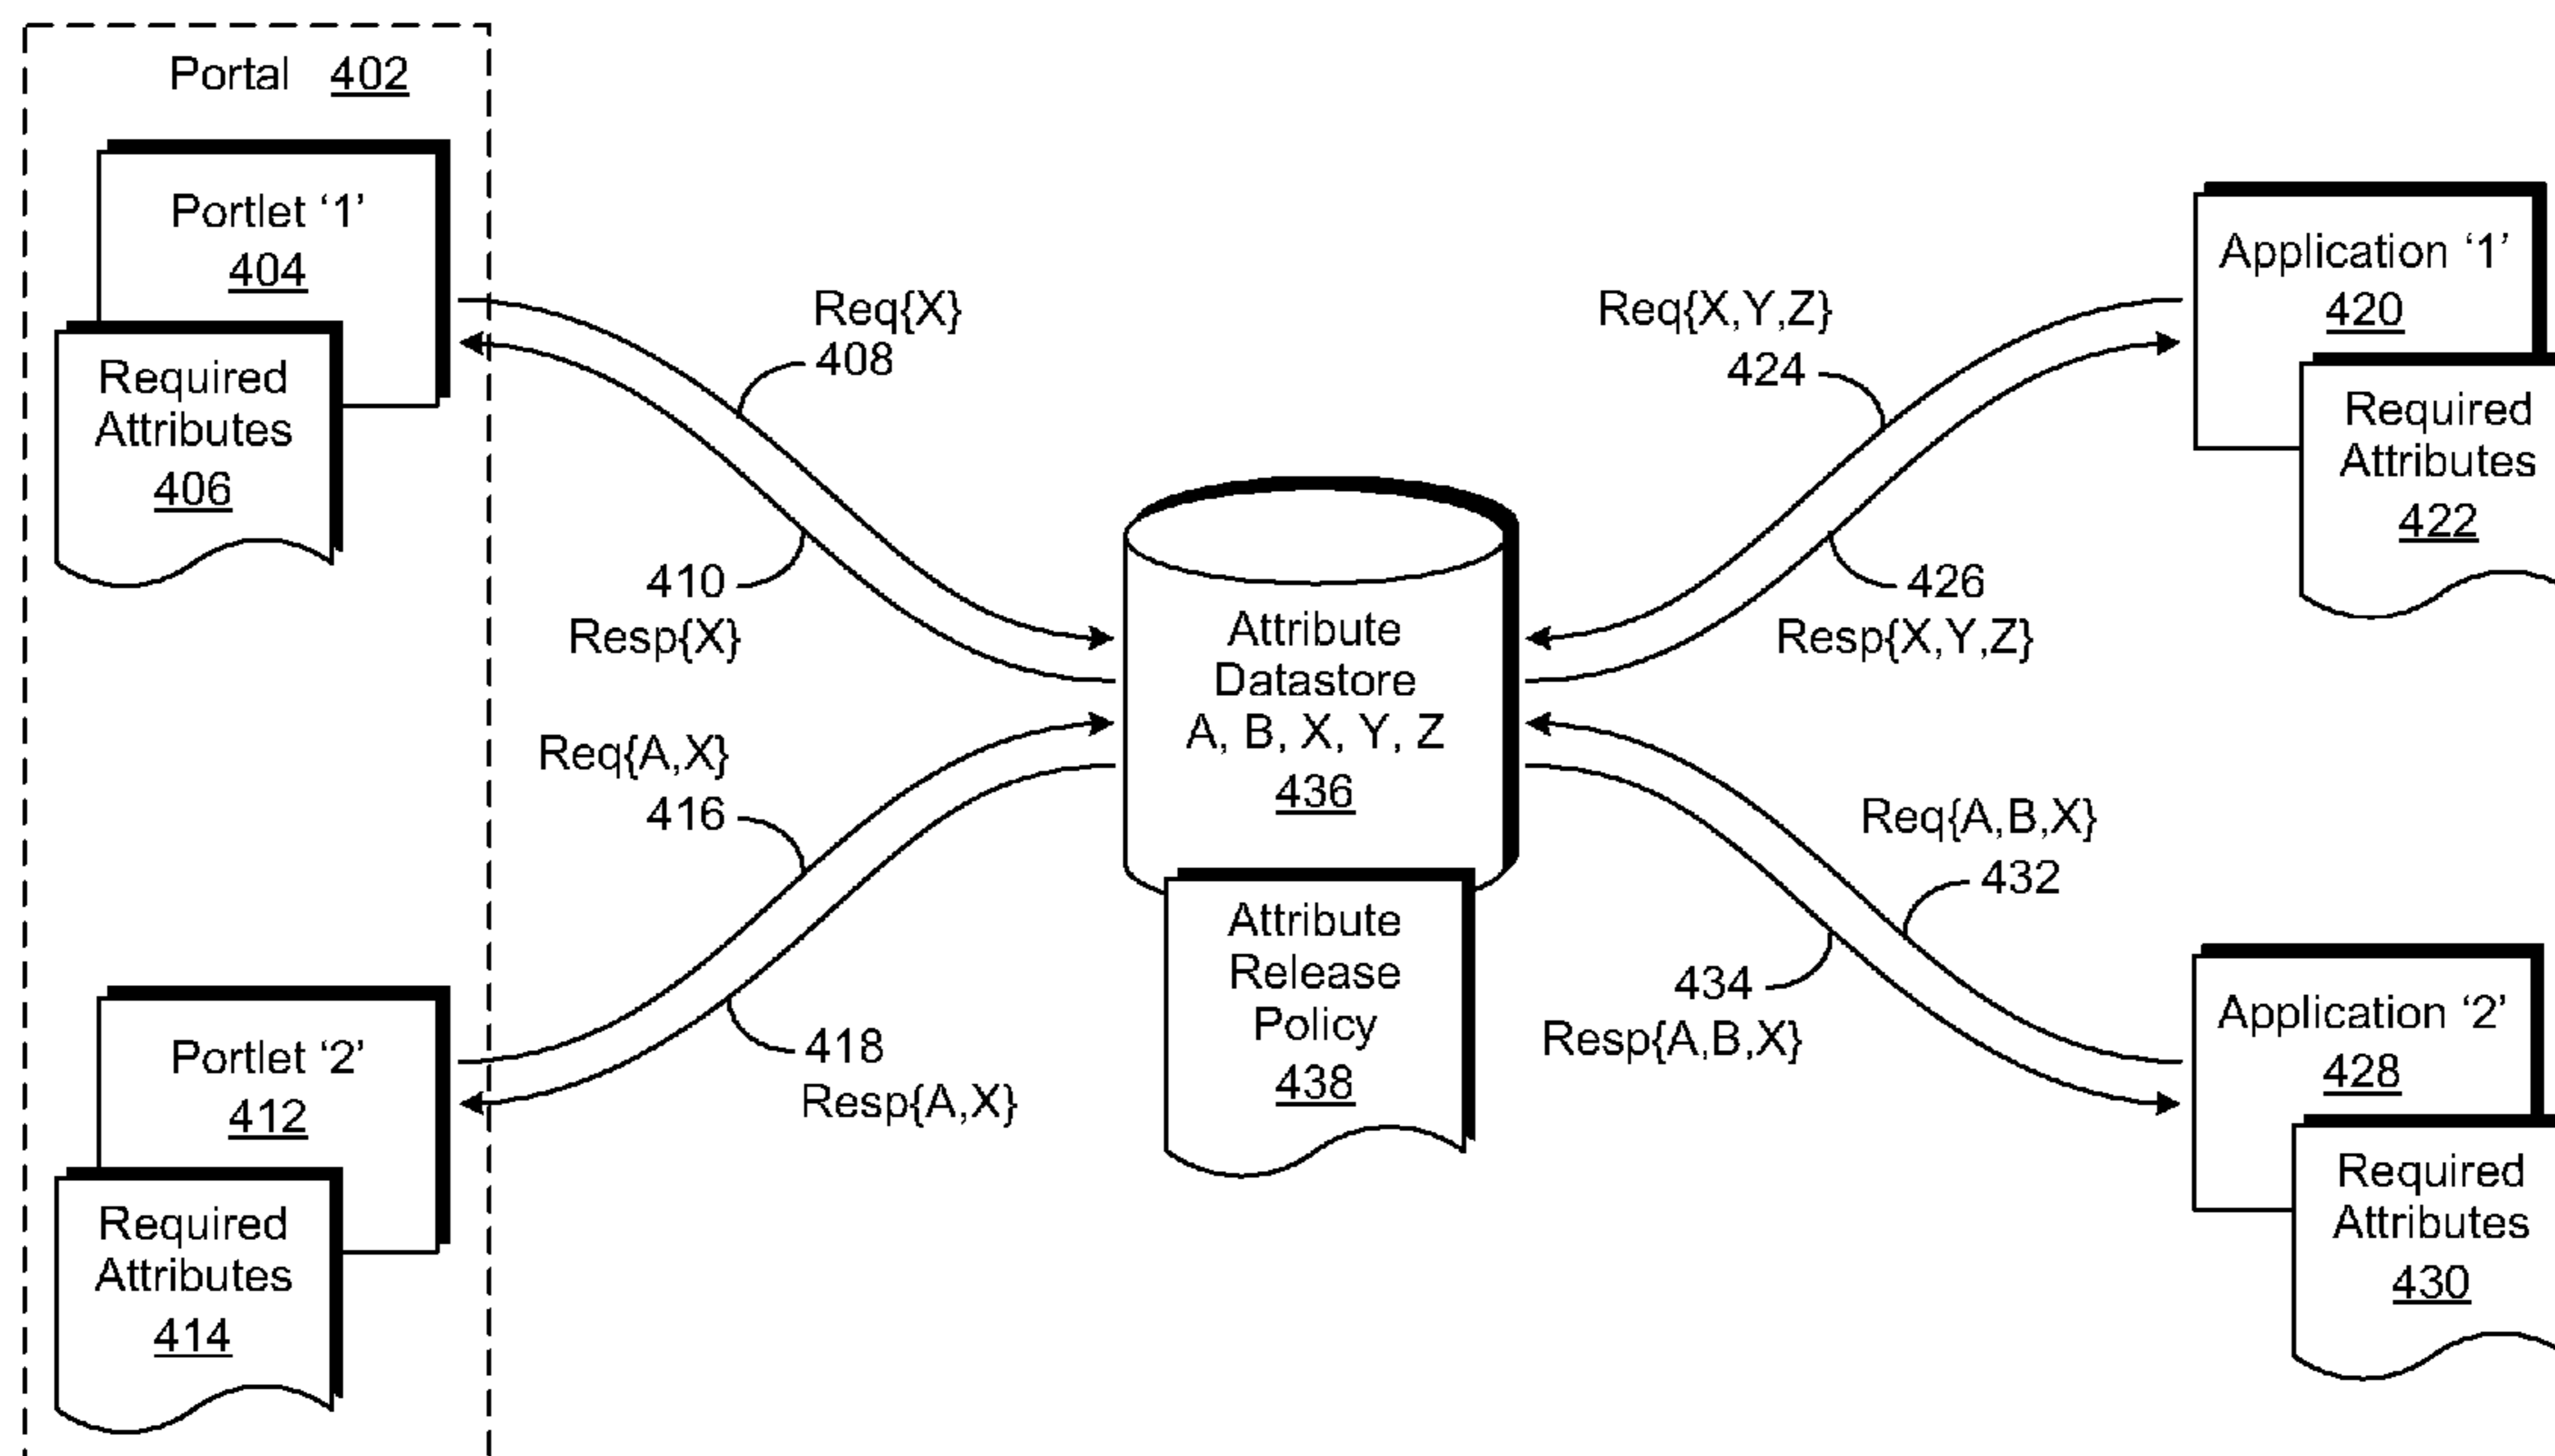 Portal 402
Portlet ‘1’
404
Required
Attributes
406
Req{X}
408
410
Resp{X}
Req{A,X}
416
418
Resp{A,X}
Portlet ‘2’
412
Required
Attributes
414
Attribute
Datastore
A, B, X, Y, Z
436
Attribute
Release
Policy
438
Req{X,Y,Z}
424
426
Resp{X,Y,Z}
Application ‘1’
420
Required
Attributes
422
Req{A,B,X}
432
434
Resp{A,B,X}
Application ‘2’
428
Required
Attributes
430